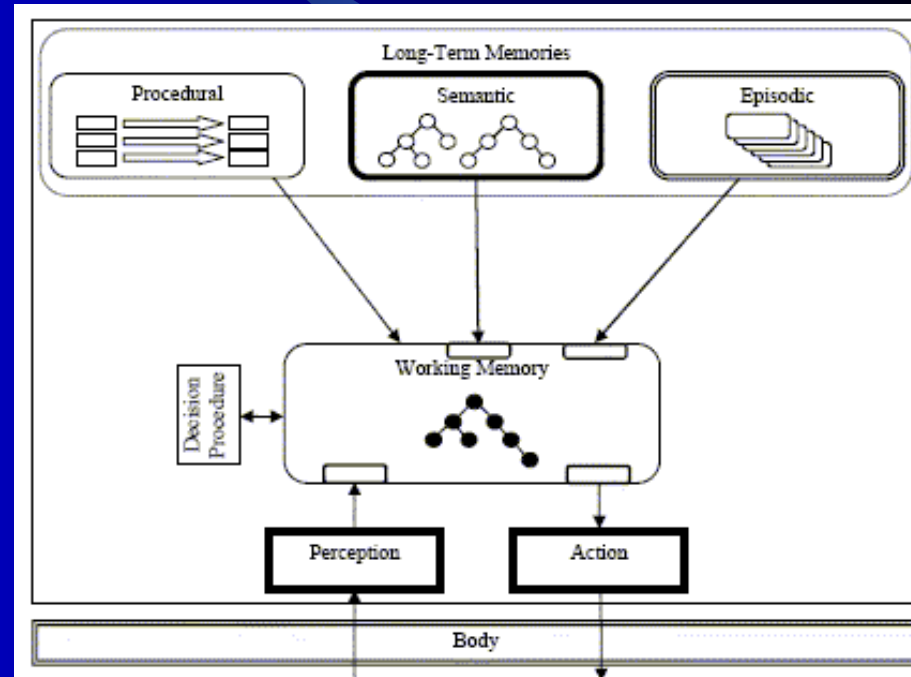 Long-Term Memories
Procedural
Semantic
Episodic
Working Memory
Decision
Procedure
Perception
Action
Body